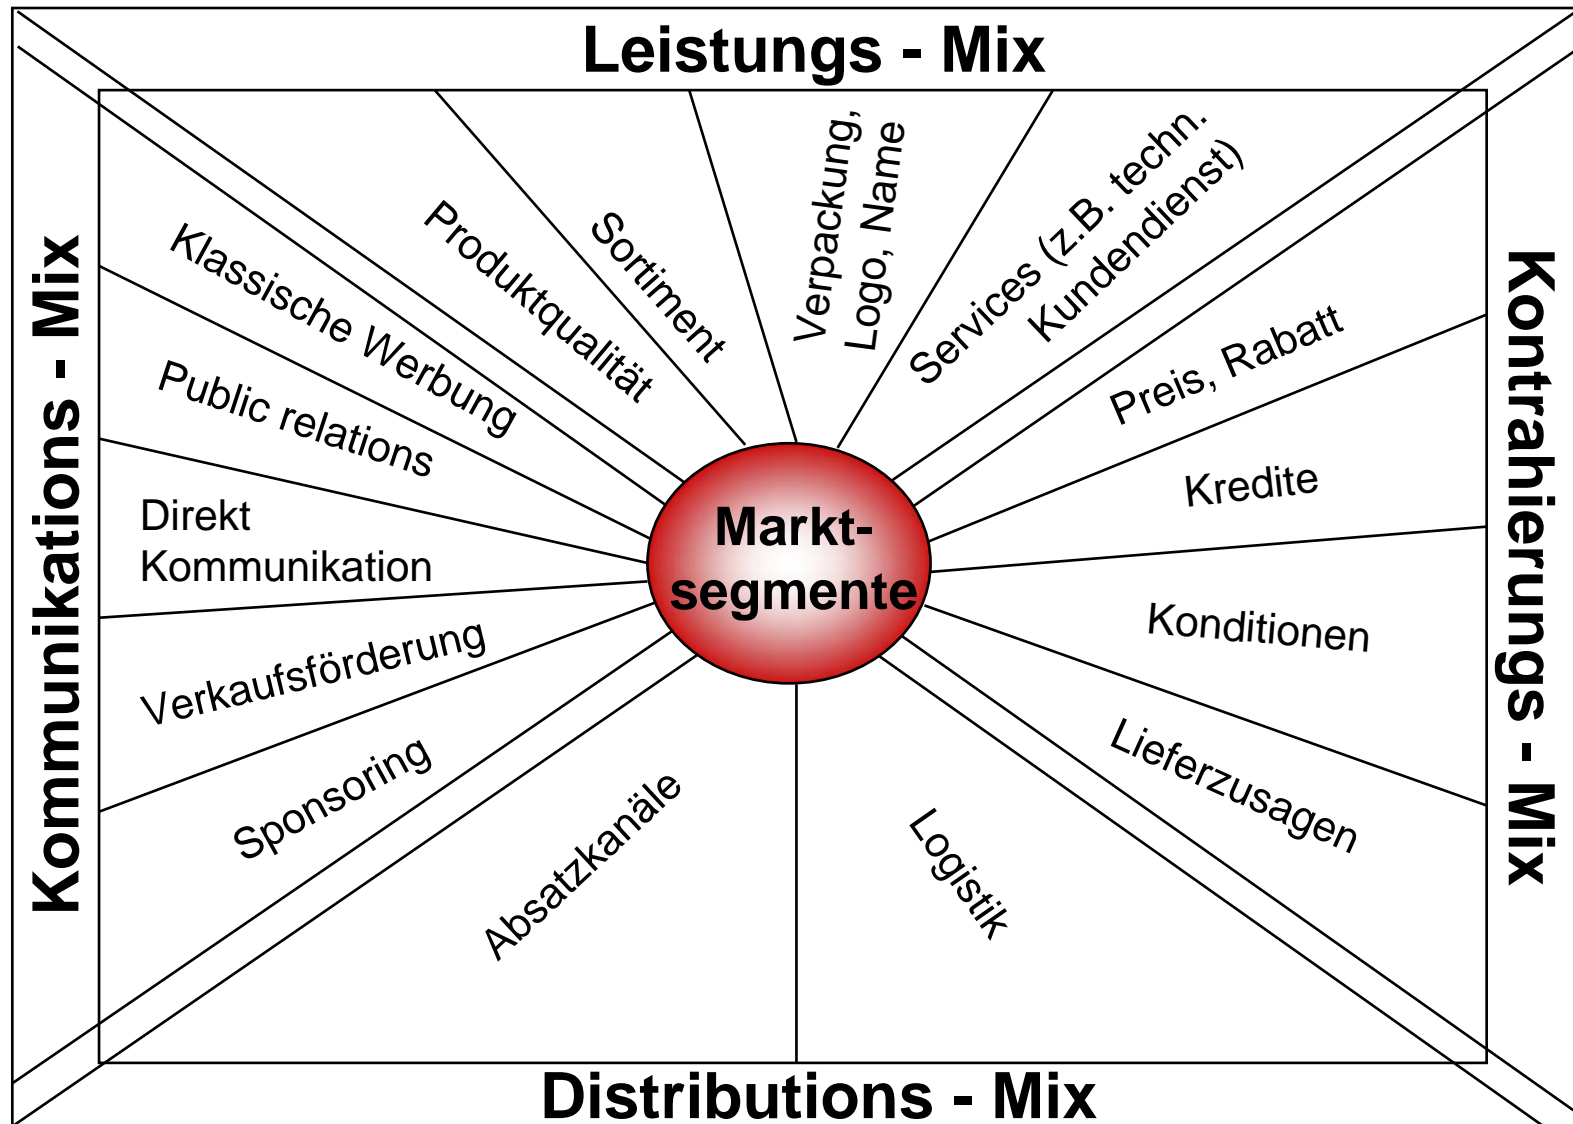 Leistungs - Mix
Produktqualität
Sortiment
Verpackung,
Logo, Name
Services (z.B. techn.
Kundendienst)
Kommunikations - Mix
Klassische Werbung
Public relations
Direkt
Kommunikation
Verkaufsförderung
Sponsoring
Markt-
segmente
Kontrahierungs - Mix
Preis, Rabatt
Kredite
Konditionen
Lieferzusagen
Absatzkanäle
Logistik
Distributions - Mix